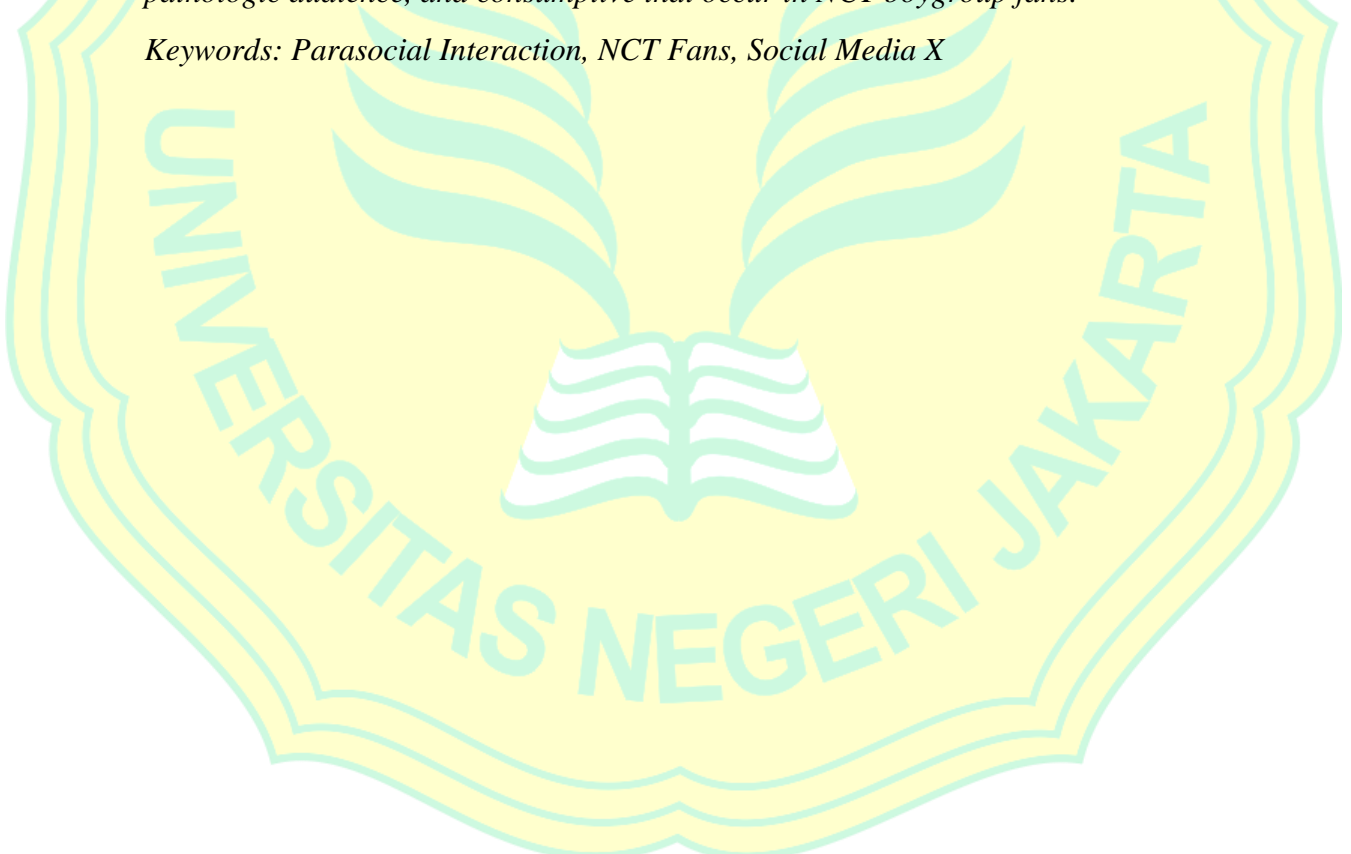 pathologic audience, and consumptive that occur in NCT boygroup fans.
Keywords: Parasocial Interaction, NCT Fans, Social Media X
UNIVERSITAS NEGERI JAKARTA